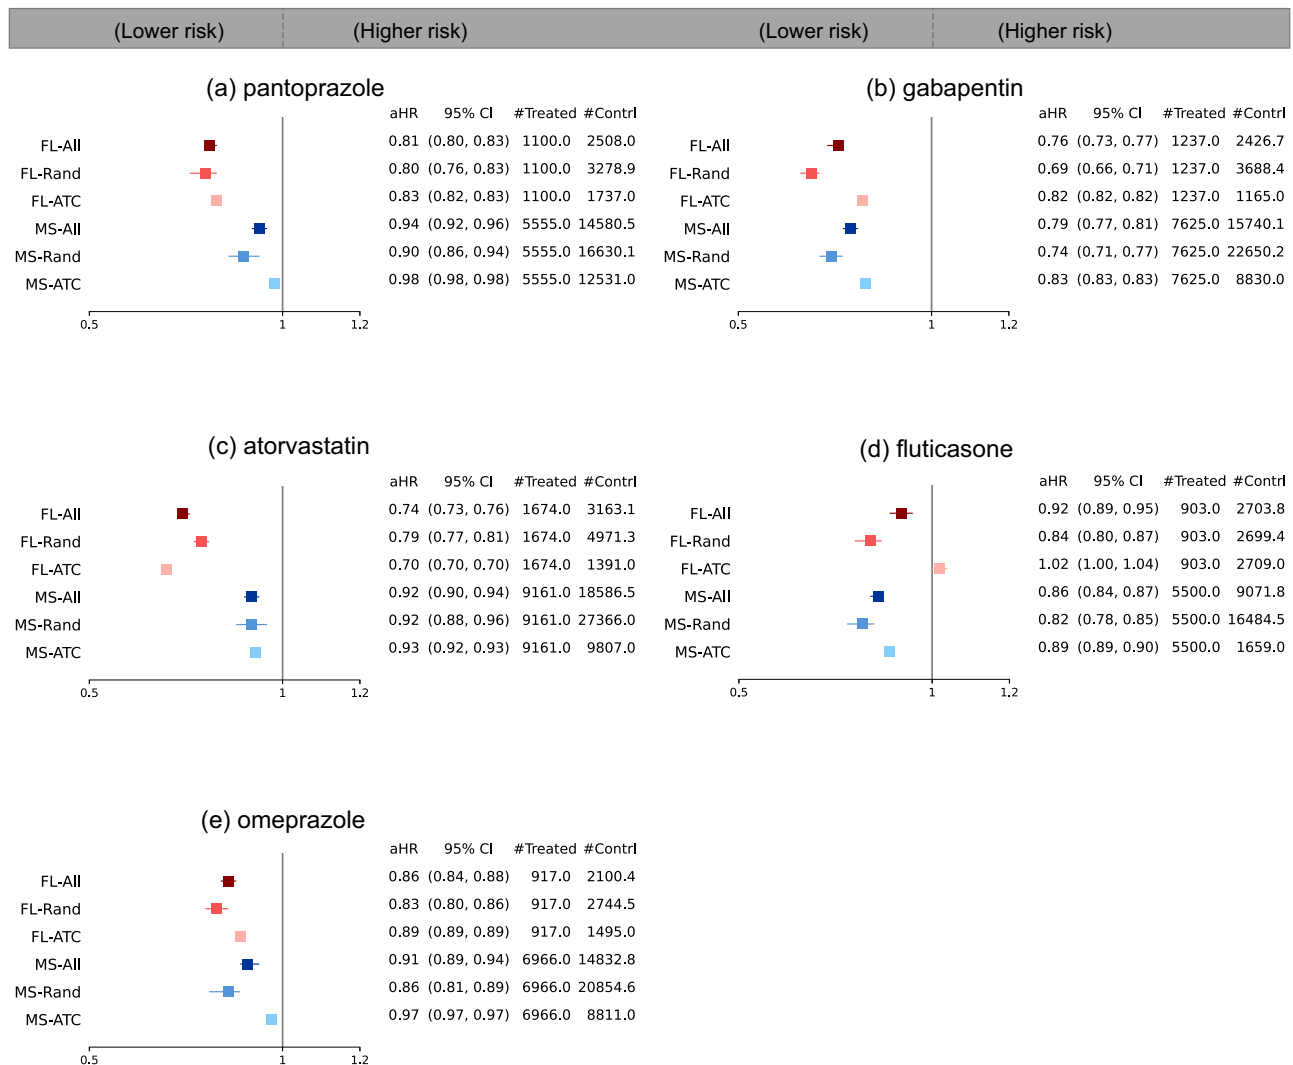 (Lower risk) (Higher risk) (Lower risk) (Higher risk)
(a) pantoprazole
aHR 95% CI #Treated #Contrl
FL-All 0.81 (0.80, 0.83) 1100.0 2508.0
FL-Rand 0.80 (0.76, 0.83) 1100.0 3278.9
FL-ATC 0.83 (0.82, 0.83) 1100.0 1737.0
MS-All 0.94 (0.92, 0.96) 5555.0 14580.5
MS-Rand 0.90 (0.86, 0.94) 5555.0 16630.1
MS-ATC 0.98 (0.98, 0.98) 5555.0 12531.0
0.5 1 1.2
(b) gabapentin
aHR 95% CI #Treated #Contrl
FL-All 0.76 (0.73, 0.77) 1237.0 2426.7
FL-Rand 0.69 (0.66, 0.71) 1237.0 3688.4
FL-ATC 0.82 (0.82, 0.82) 1237.0 1165.0
MS-All 0.79 (0.77, 0.81) 7625.0 15740.1
MS-Rand 0.74 (0.71, 0.77) 7625.0 22650.2
MS-ATC 0.83 (0.83, 0.83) 7625.0 8830.0
0.5 1 1.2
(c) atorvastatin
aHR 95% CI #Treated #Contrl
FL-All 0.74 (0.73, 0.76) 1674.0 3163.1
FL-Rand 0.79 (0.77, 0.81) 1674.0 4971.3
FL-ATC 0.70 (0.70, 0.70) 1674.0 1391.0
MS-All 0.92 (0.90, 0.94) 9161.0 18586.5
MS-Rand 0.92 (0.88, 0.96) 9161.0 27366.0
MS-ATC 0.93 (0.92, 0.93) 9161.0 9807.0
0.5 1 1.2
(d) fluticasone
aHR 95% CI #Treated #Contrl
FL-All 0.92 (0.89, 0.95) 903.0 2703.8
FL-Rand 0.84 (0.80, 0.87) 903.0 2699.4
FL-ATC 1.02 (1.00, 1.04) 903.0 2709.0
MS-All 0.86 (0.84, 0.87) 5500.0 9071.8
MS-Rand 0.82 (0.78, 0.85) 5500.0 16484.5
MS-ATC 0.89 (0.89, 0.90) 5500.0 1659.0
0.5 1 1.2
(e) omeprazole
aHR 95% CI #Treated #Contrl
FL-All 0.86 (0.84, 0.88) 917.0 2100.4
FL-Rand 0.83 (0.80, 0.86) 917.0 2744.5
FL-ATC 0.89 (0.89, 0.89) 917.0 1495.0
MS-All 0.91 (0.89, 0.94) 6966.0 14832.8
MS-Rand 0.86 (0.81, 0.89) 6966.0 20854.6
MS-ATC 0.97 (0.97, 0.97) 6966.0 8811.0
0.5 1 1.2